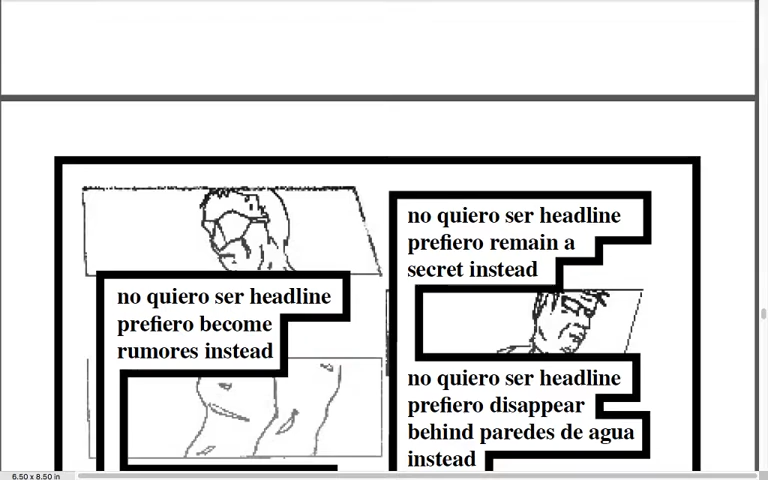 no quiero ser headline
prefiero become
rumores instead
no quiero ser headline
prefiero remain a
secret instead
no quiero ser headline
prefiero disappear
behind paredes de agua
instead
6.50 x 8.50 in